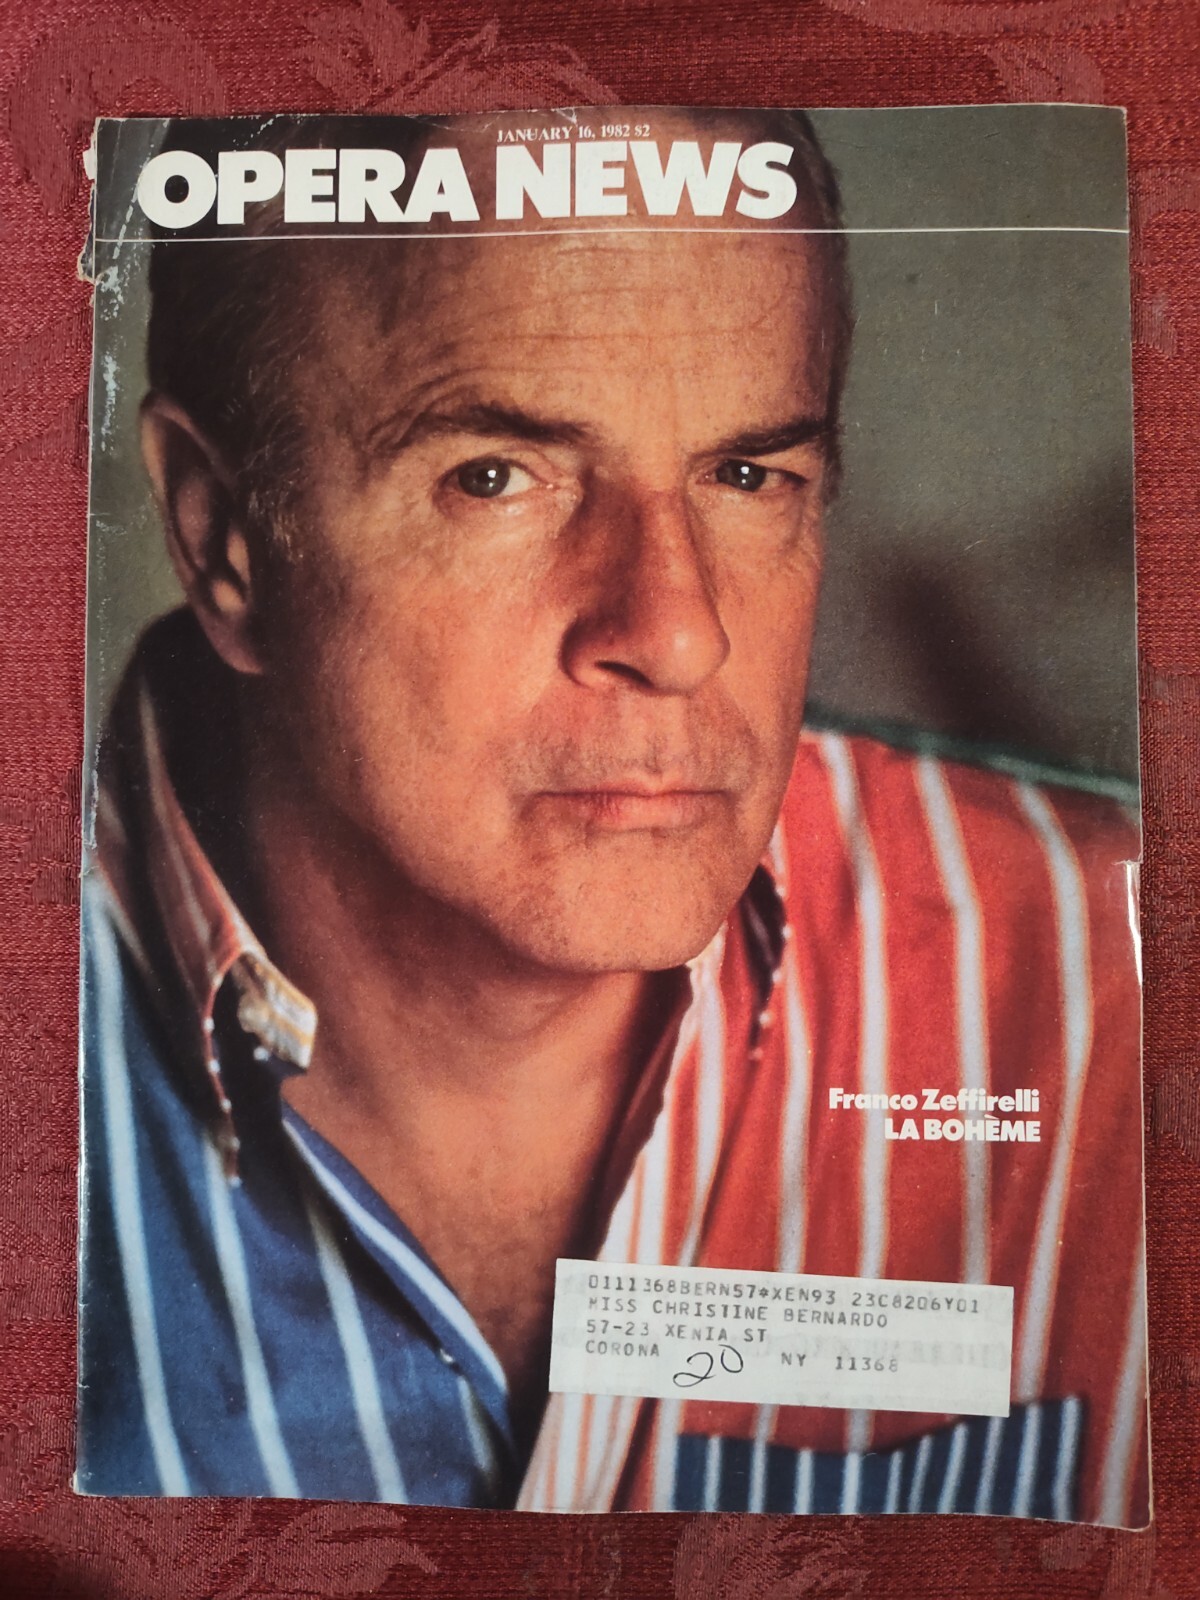 JANUARY 16, 1982 $2
OPERA NEWS
Franco Zeffirelli
LA BOHÈME
0111368BERN57*XEN93 23C8206Y01
MISS CHRISTINE BERNARDO
57-23 XENIA ST
CORONA NY 11368
20